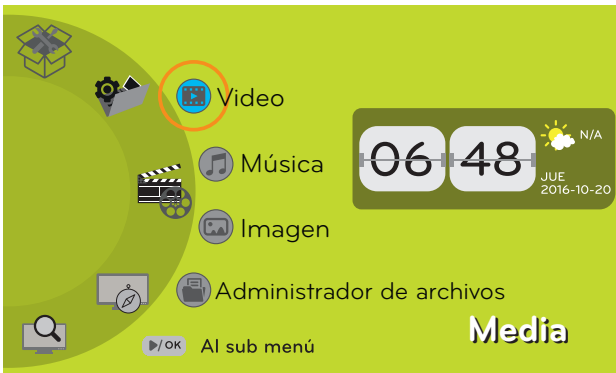 Video
Música
Imagen
Administrador de archivos
▶/OK Al sub menú
06 48
N/A
JUE
2016-10-20
Media